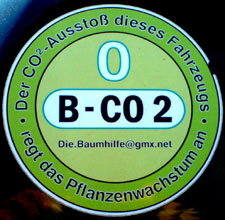 Der CO²-Ausstoß dieses Fahrzeugs
0
B - CO 2
Die.Baumhilfe@gmx.net
regt das Pflanzenwachstum an